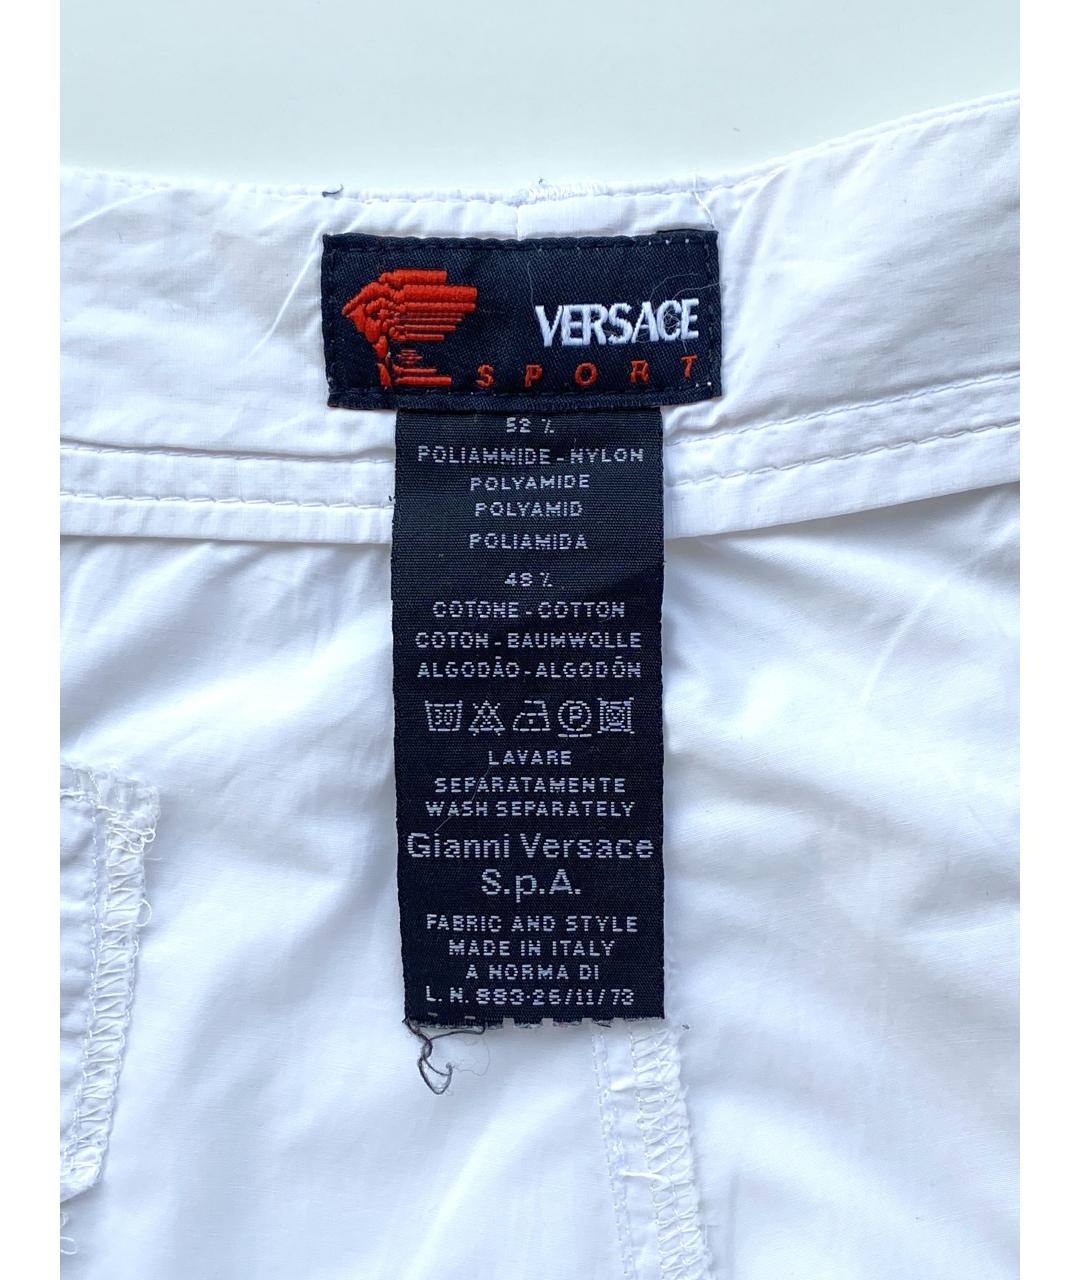 VERSACE
SPORT
52 %
POLIAMMIDE - NYLON
POLYAMIDE
POLYAMID
POLIAMIDA
48 %
COTONE - COTTON
COTON - BAUMWOLLE
ALGODÃO - ALGODÓN
30 P
LAVARE
SEPARATAMENTE
WASH SEPARATELY
Gianni Versace
S.p.A.
FABRIC AND STYLE
MADE IN ITALY
A NORMA DI
L. N. 883-26/11/73